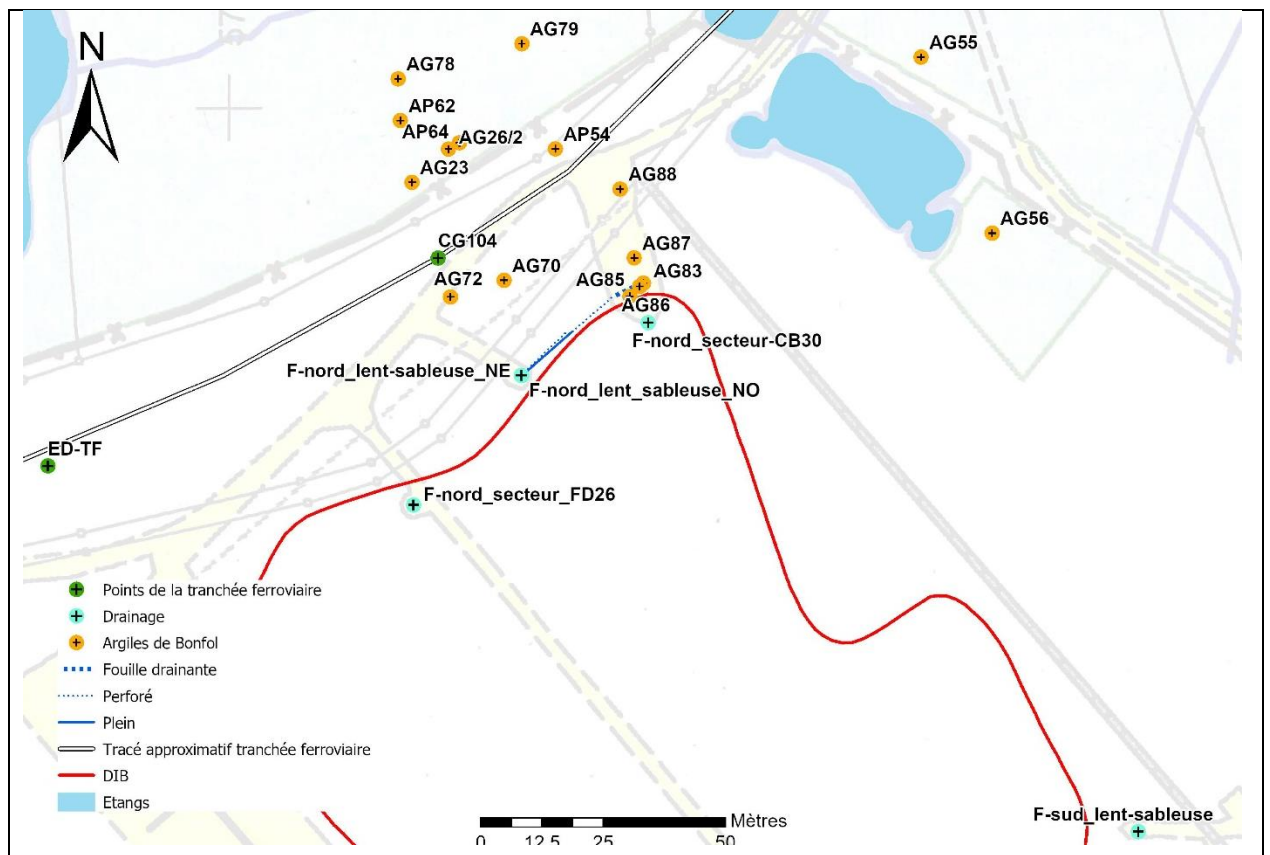 N
AG79
AG55
AG78
AP62
AP64
AG26/2
AP54
AG23
AG88
AG56
CG104
AG87
AG70
AG72
AG85
AG83
AG86
F-nord_secteur-CB30
F-nord_lent-sableuse_NE
F-nord_lent_sableuse_NO
ED-TF
F-nord_secteur_FD26
Points de la tranchée ferroviaire
Drainage
Argiles de Bonfol
Fouille drainante
Perforé
Plein
Tracé approximatif tranchée ferroviaire
DIB
Etangs
Mètres
0 12.5 25 50
F-sud_lent-sableuse